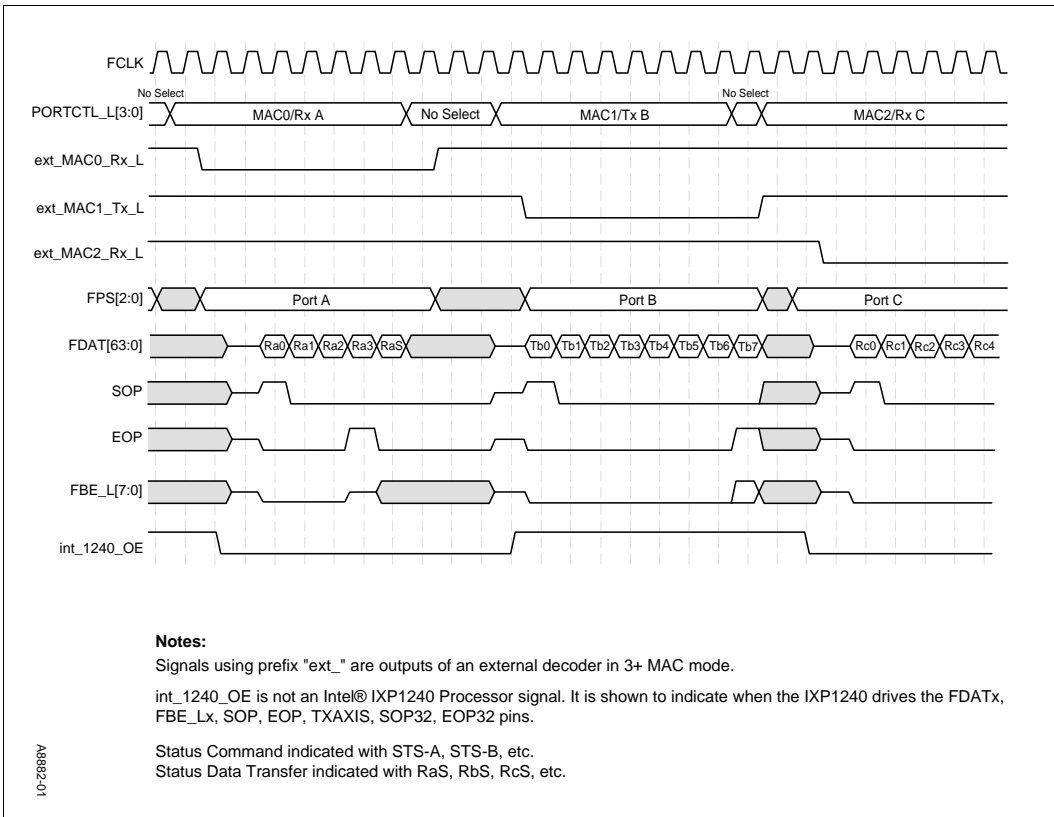 FCLK
No Select
No Select
PORTCTL_L[3:0]
MAC0/Rx A
No Select
MAC1/Tx B
MAC2/Rx C
ext_MAC0_Rx_L
ext_MAC1_Tx_L
ext_MAC2_Rx_L
FPS[2:0]
Port A
Port B
Port C
FDAT[63:0]
Ra0 Ra1 Ra2 Ra3 RaS
Tb0 Tb1 Tb2 Tb3 Tb4 Tb5 Tb6 Tb7
Rc0 Rc1 Rc2 Rc3 Rc4
SOP
EOP
FBE_L[7:0]
int_1240_OE
Notes:
Signals using prefix "ext_" are outputs of an external decoder in 3+ MAC mode.
int_1240_OE is not an Intel® IXP1240 Processor signal. It is shown to indicate when the IXP1240 drives the FDATx,
FBE_Lx, SOP, EOP, TXAXIS, SOP32, EOP32 pins.
Status Command indicated with STS-A, STS-B, etc.
Status Data Transfer indicated with RaS, RbS, RcS, etc.
A8882-01